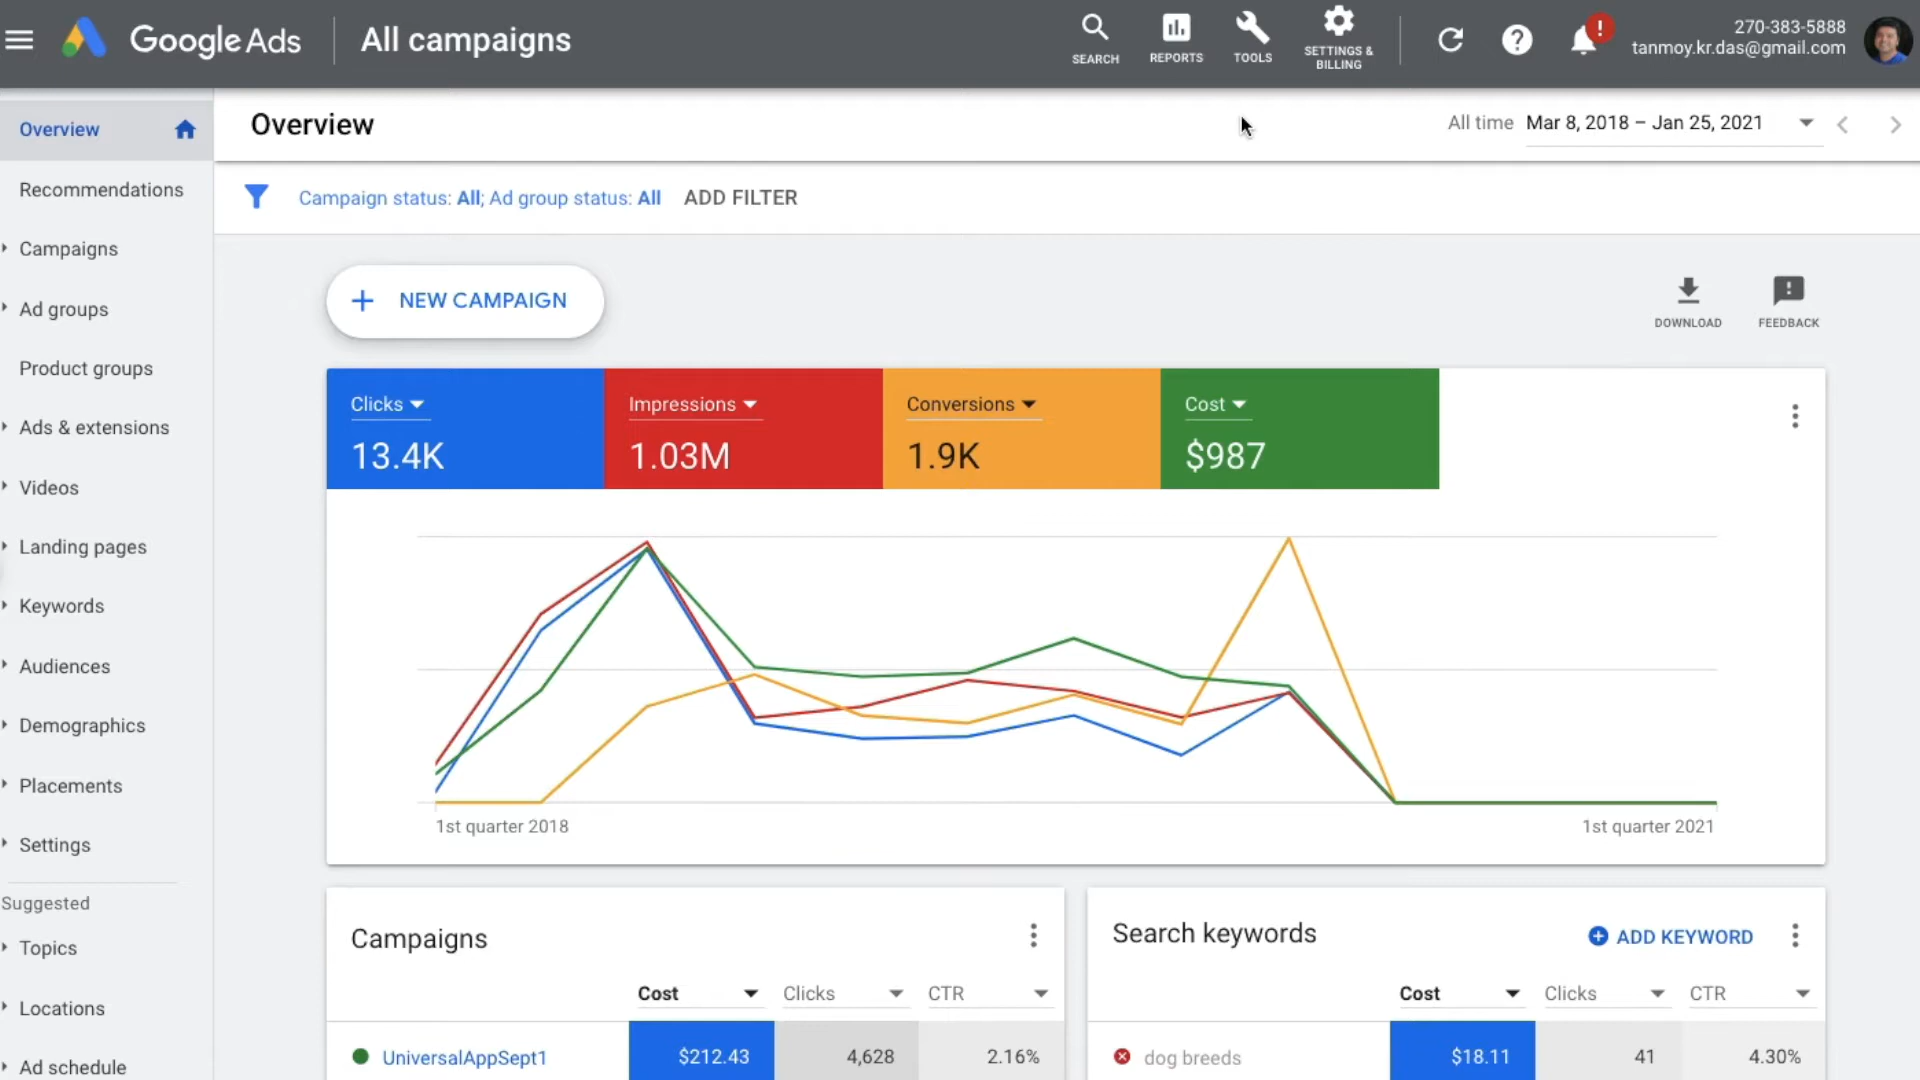 Google Ads
All campaigns
SEARCH
REPORTS
TOOLS
SETTINGS &
BILLING
!
270-383-5888
tanmoy.kr.das@gmail.com
Overview
Recommendations
Campaigns
Ad groups
Product groups
Ads & extensions
Videos
Landing pages
Keywords
Audiences
Demographics
Placements
Settings
Suggested
Topics
Locations
Ad schedule
Overview
All time Mar 8, 2018 – Jan 25, 2021
Campaign status: All; Ad group status: All ADD FILTER
+ NEW CAMPAIGN
DOWNLOAD
FEEDBACK
Clicks
13.4K
Impressions
1.03M
Conversions
1.9K
Cost
$987
1st quarter 2018
1st quarter 2021
Campaigns
Cost Clicks CTR
UniversalAppSept1 $212.43 4,628 2.16%
Search keywords
ADD KEYWORD
Cost Clicks CTR
dog breeds $18.11 41 4.30%